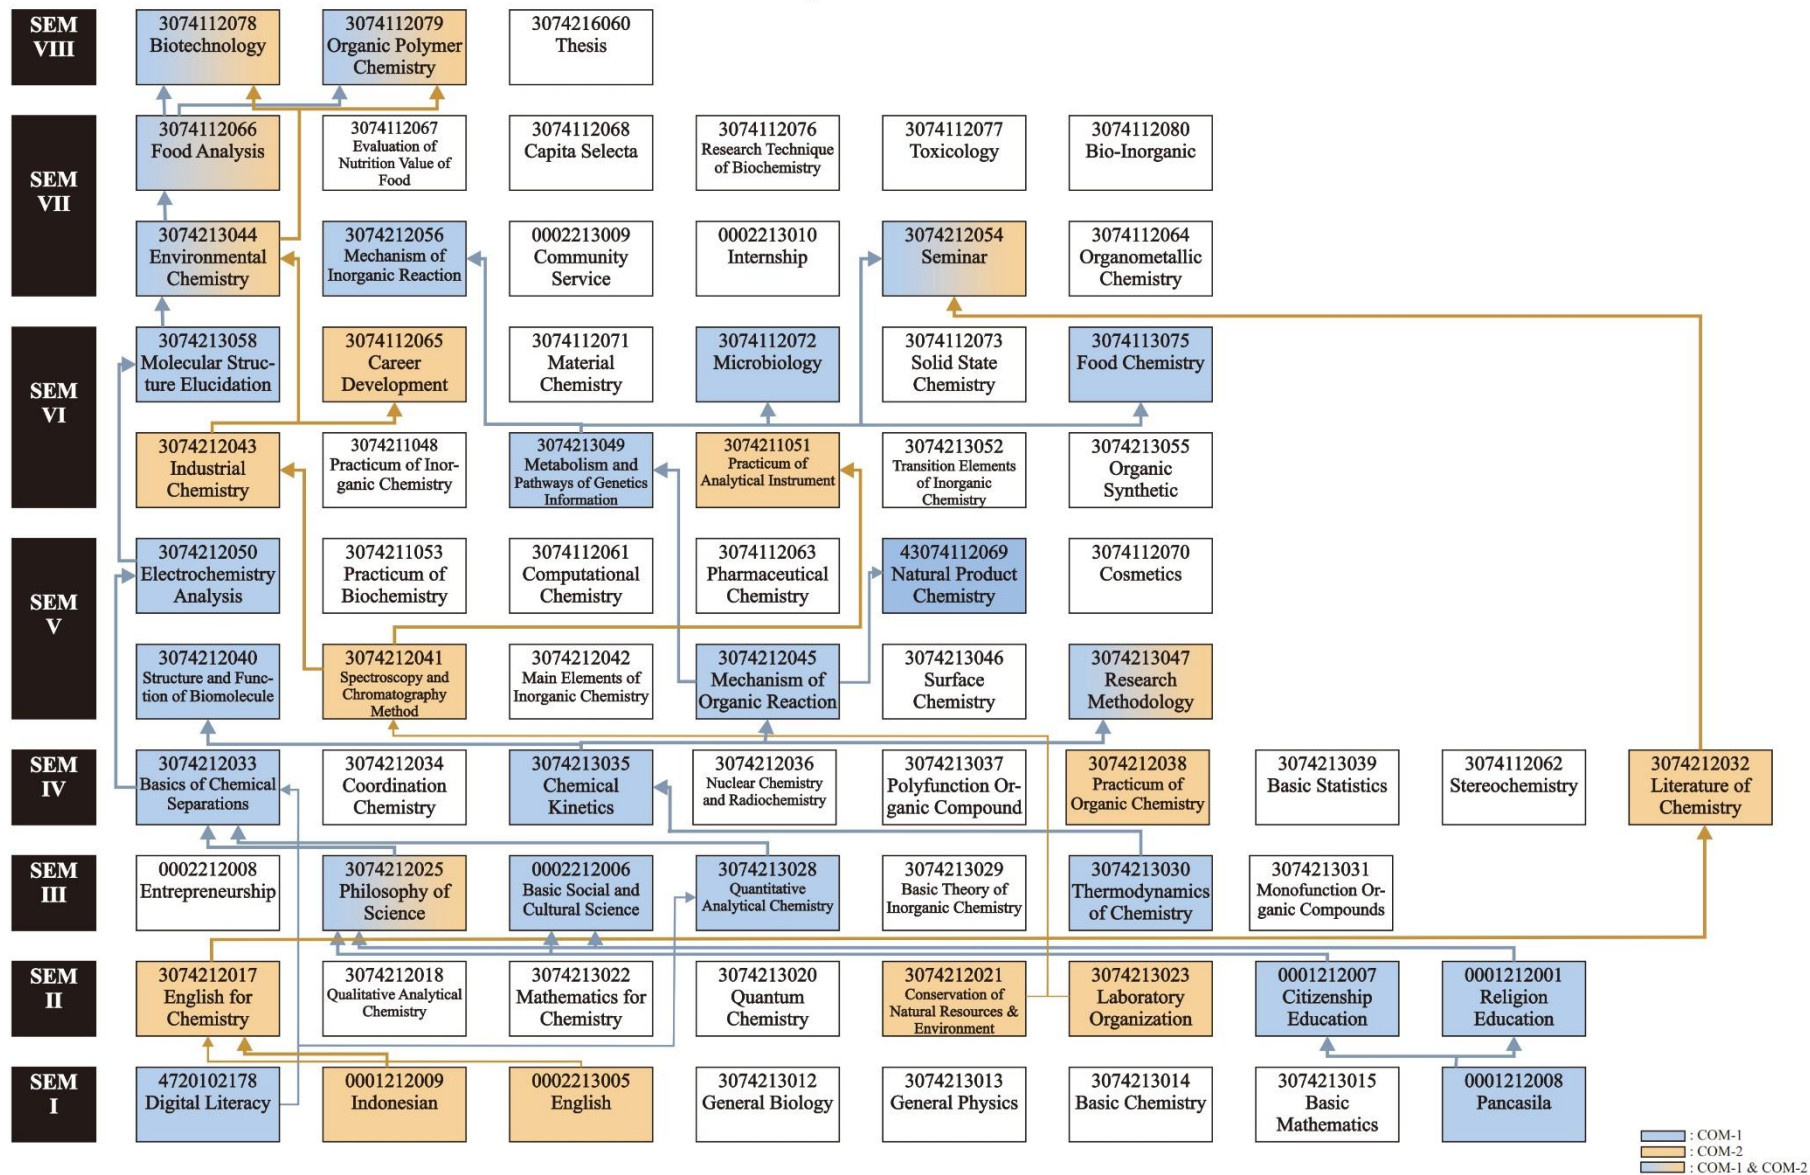 SEM
VIII
3074112078
Biotechnology
3074112079
Organic Polymer
Chemistry
3074216060
Thesis
SEM
VII
3074112066
Food Analysis
3074112067
Evaluation of
Nutrition Value of
Food
3074112068
Capita Selecta
3074112076
Research Technique
of Biochemistry
3074112077
Toxicology
3074112080
Bio-Inorganic
3074213044
Environmental
Chemistry
3074212056
Mechanism of
Inorganic Reaction
0002213009
Community
Service
0002213010
Internship
3074212054
Seminar
3074112064
Organometallic
Chemistry
SEM
VI
3074213058
Molecular Struc-
ture Elucidation
3074112065
Career
Development
3074112071
Material
Chemistry
3074112072
Microbiology
3074112073
Solid State
Chemistry
3074113075
Food Chemistry
3074212043
Industrial
Chemistry
3074211048
Practicum of Inor-
ganic Chemistry
3074213049
Metabolism and
Pathways of Genetics
Information
3074211051
Practicum of
Analytical Instrument
3074213052
Transition Elements
of Inorganic
Chemistry
3074213055
Organic
Synthetic
SEM
V
3074212050
Electrochemistry
Analysis
3074211053
Practicum of
Biochemistry
3074112061
Computational
Chemistry
3074112063
Pharmaceutical
Chemistry
43074112069
Natural Product
Chemistry
3074112070
Cosmetics
3074212040
Structure and Func-
tion of Biomolecule
3074212041
Spectroscopy and
Chromatography
Method
3074212042
Main Elements of
Inorganic Chemistry
3074212045
Mechanism of
Organic Reaction
3074213046
Surface
Chemistry
3074213047
Research
Methodology
SEM
IV
3074212033
Basics of Chemical
Separations
3074212034
Coordination
Chemistry
3074213035
Chemical
Kinetics
3074212036
Nuclear Chemistry
and Radiochemistry
3074213037
Polyfunction Or-
ganic Compound
3074212038
Practicum of
Organic Chemistry
3074213039
Basic Statistics
3074112062
Stereochemistry
3074212032
Literature of
Chemistry
SEM
III
0002212008
Entrepreneurship
3074212025
Philosophy of
Science
0002212006
Basic Social and
Cultural Science
3074213028
Quantitative
Analytical Chemistry
3074213029
Basic Theory of
Inorganic Chemistry
3074213030
Thermodynamics
of Chemistry
3074213031
Monofunction Or-
ganic Compounds
SEM
II
3074212017
English for
Chemistry
3074212018
Qualitative Analytical
Chemistry
3074213022
Mathematics for
Chemistry
3074213020
Quantum
Chemistry
3074212021
Conservation of
Natural Resources &
Environment
3074213023
Laboratory
Organization
0001212007
Citizenship
Education
0001212001
Religion
Education
SEM
I
4720102178
Digital Literacy
0001212009
Indonesian
0002213005
English
3074213012
General Biology
3074213013
General Physics
3074213014
Basic Chemistry
3074213015
Basic
Mathematics
0001212008
Pancasila
: COM-1
: COM-2
: COM-1 & COM-2